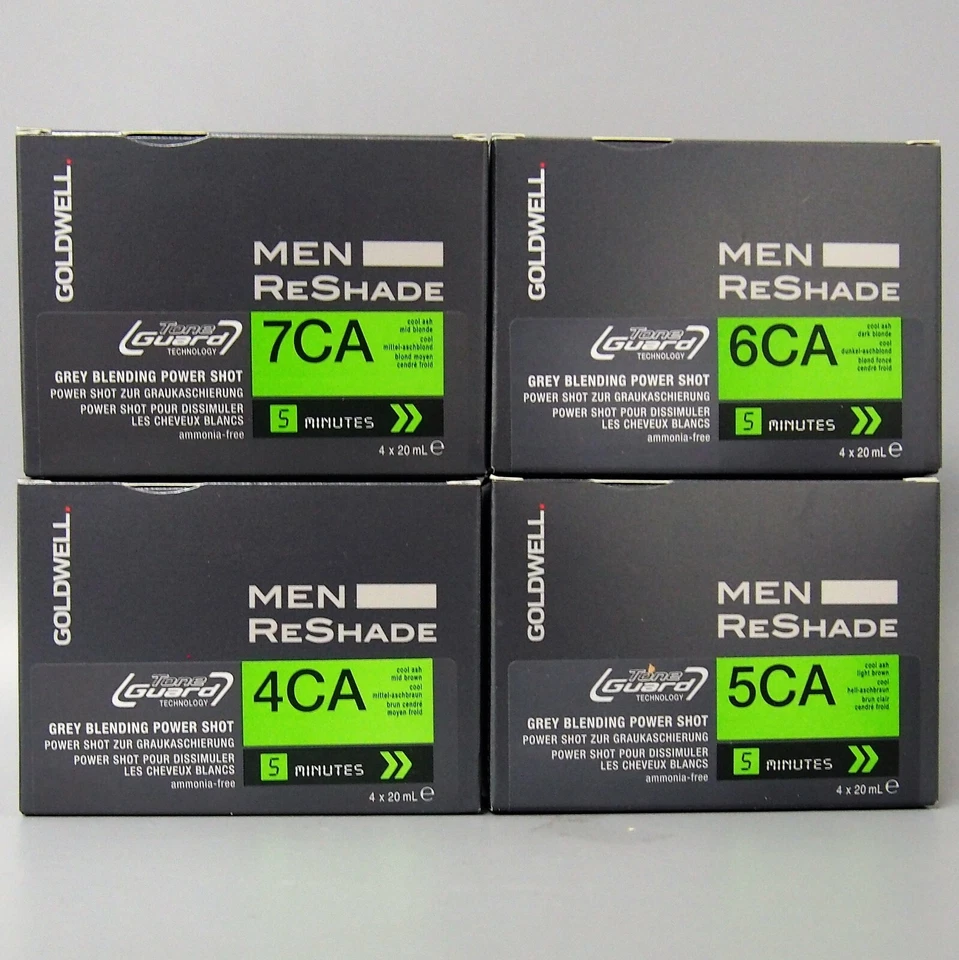 GOLDWELL.
MEN
RESHADE
Tone
Guard
TECHNOLOGY
7CA
cool ash
mid blonde
cool
mittel-aschblond
blond moyen
cendré froid
GREY BLENDING POWER SHOT
POWER SHOT ZUR GRAUKASCHIERUNG
POWER SHOT POUR DISSIMULER
LES CHEVEUX BLANCS
ammonia-free
5 MINUTES
4 x 20 mL e
GOLDWELL.
MEN
RESHADE
Tone
Guard
TECHNOLOGY
6CA
cool ash
dark blonde
cool
dunkel-aschblond
blond foncé
cendré froid
GREY BLENDING POWER SHOT
POWER SHOT ZUR GRAUKASCHIERUNG
POWER SHOT POUR DISSIMULER
LES CHEVEUX BLANCS
ammonia-free
5 MINUTES
4 x 20 mL e
GOLDWELL.
MEN
RESHADE
Tone
Guard
TECHNOLOGY
4CA
cool ash
mid brown
cool
mittel-aschbraun
brun cendré
moyen froid
GREY BLENDING POWER SHOT
POWER SHOT ZUR GRAUKASCHIERUNG
POWER SHOT POUR DISSIMULER
LES CHEVEUX BLANCS
ammonia-free
5 MINUTES
4 x 20 mL e
GOLDWELL.
MEN
RESHADE
Tone
Guard
TECHNOLOGY
5CA
cool ash
light brown
cool
hell-aschbraun
brun clair
cendré froid
GREY BLENDING POWER SHOT
POWER SHOT ZUR GRAUKASCHIERUNG
POWER SHOT POUR DISSIMULER
LES CHEVEUX BLANCS
ammonia-free
5 MINUTES
4 x 20 mL e